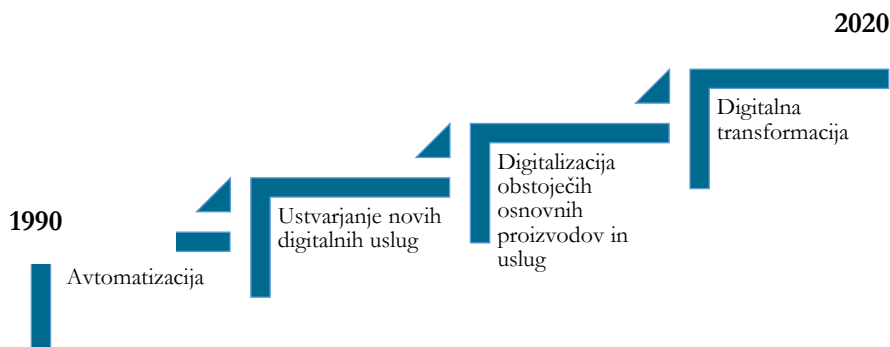 1990
Avtomatizacija
Ustvarjanje novih
digitalnih uslug
Digitalizacija
obstoječih
osnovnih
proizvodov in
uslug
2020
Digitalna
transformacija